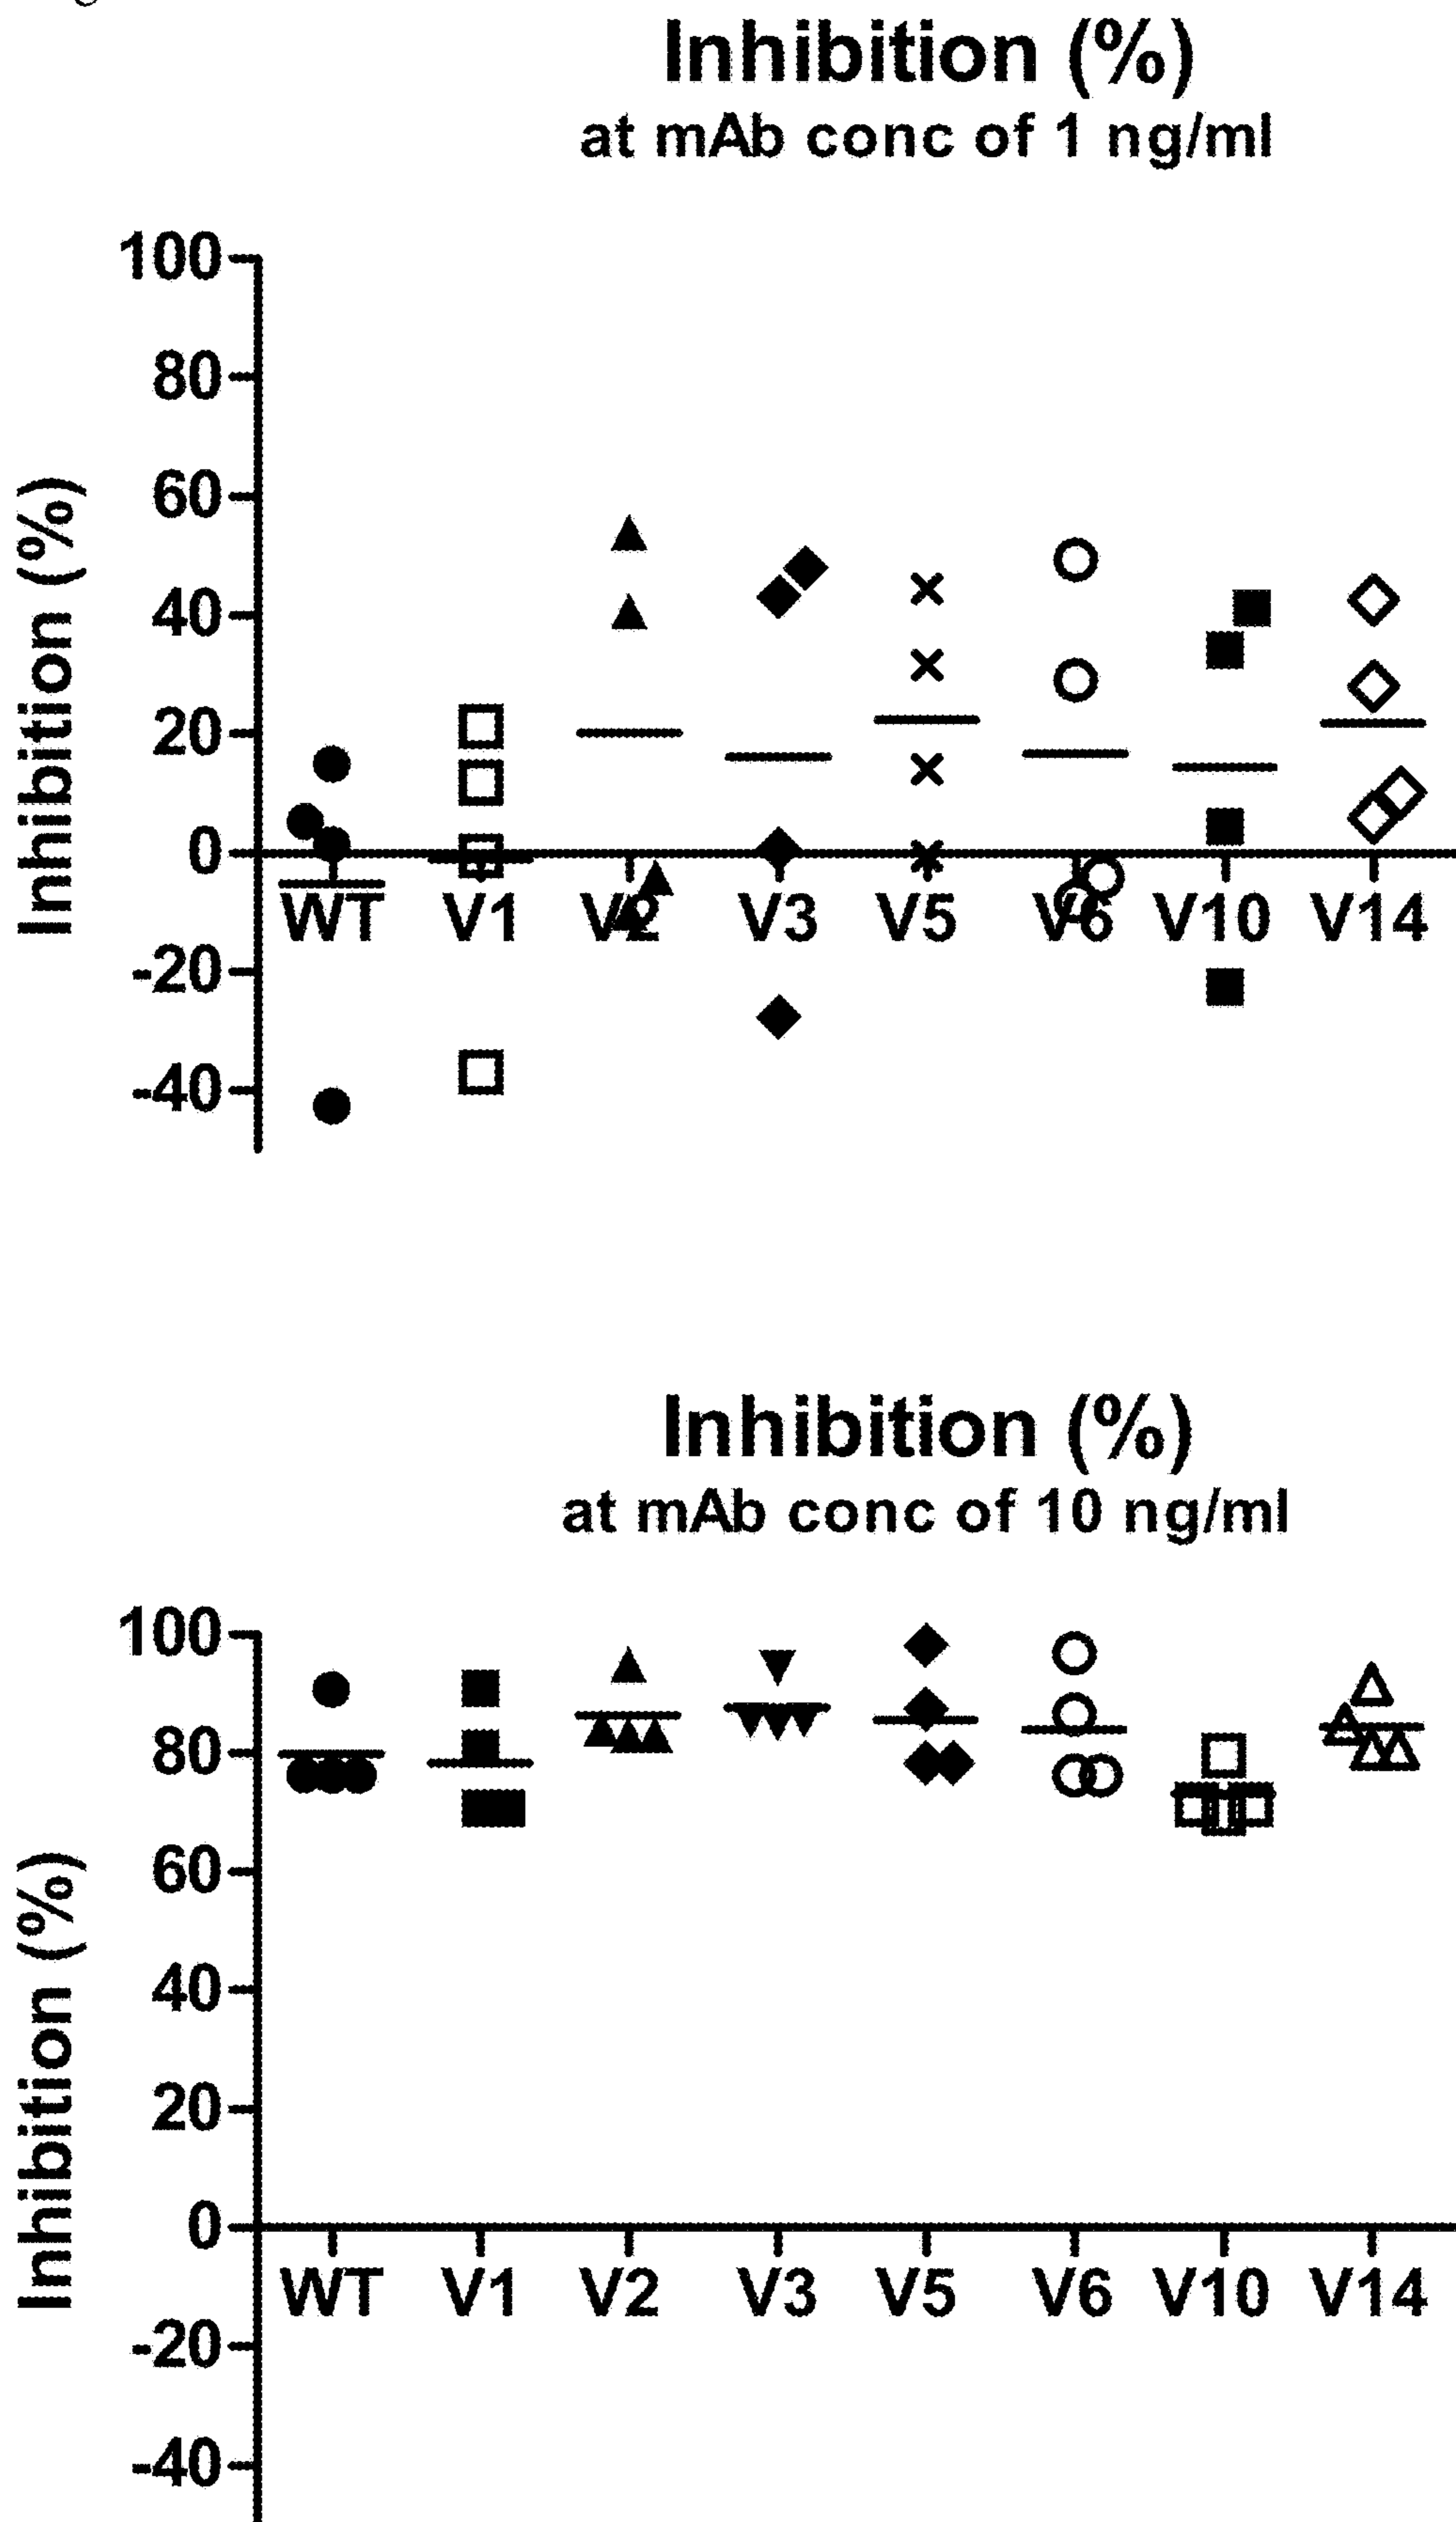 Inhibition (%)
at mAb conc of 1 ng/ml
100
80
60
40
20
0
-20
-40
Inhibition (%)
WT V1 V2 V3 V5 V6 V10 V14
Inhibition (%)
at mAb conc of 10 ng/ml
100
80
60
40
20
0
-20
-40
Inhibition (%)
WT V1 V2 V3 V5 V6 V10 V14